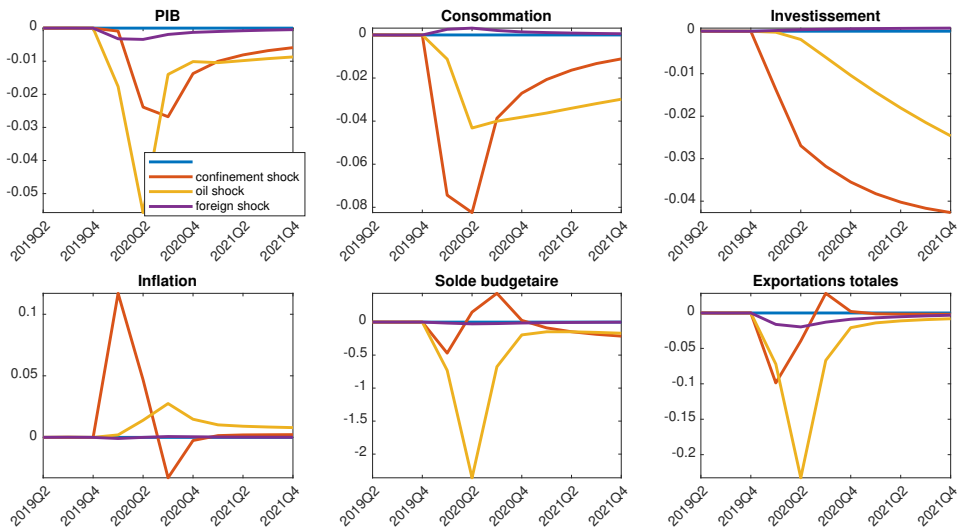 PIB
0
-0.01
-0.02
-0.03
-0.04
-0.05
confinement shock
oil shock
foreign shock
2019Q2
2019Q4
2020Q2
2020Q4
2021Q2
2021Q4
Consommation
0
-0.02
-0.04
-0.06
-0.08
2019Q2
2019Q4
2020Q2
2020Q4
2021Q2
2021Q4
Investissement
0
-0.01
-0.02
-0.03
-0.04
2019Q2
2019Q4
2020Q2
2020Q4
2021Q2
2021Q4
Inflation
0.1
0.05
0
2019Q2
2019Q4
2020Q2
2020Q4
2021Q2
2021Q4
Solde budgetaire
0
-0.5
-1
-1.5
-2
2019Q2
2019Q4
2020Q2
2020Q4
2021Q2
2021Q4
Exportations totales
0
-0.05
-0.1
-0.15
-0.2
2019Q2
2019Q4
2020Q2
2020Q4
2021Q2
2021Q4